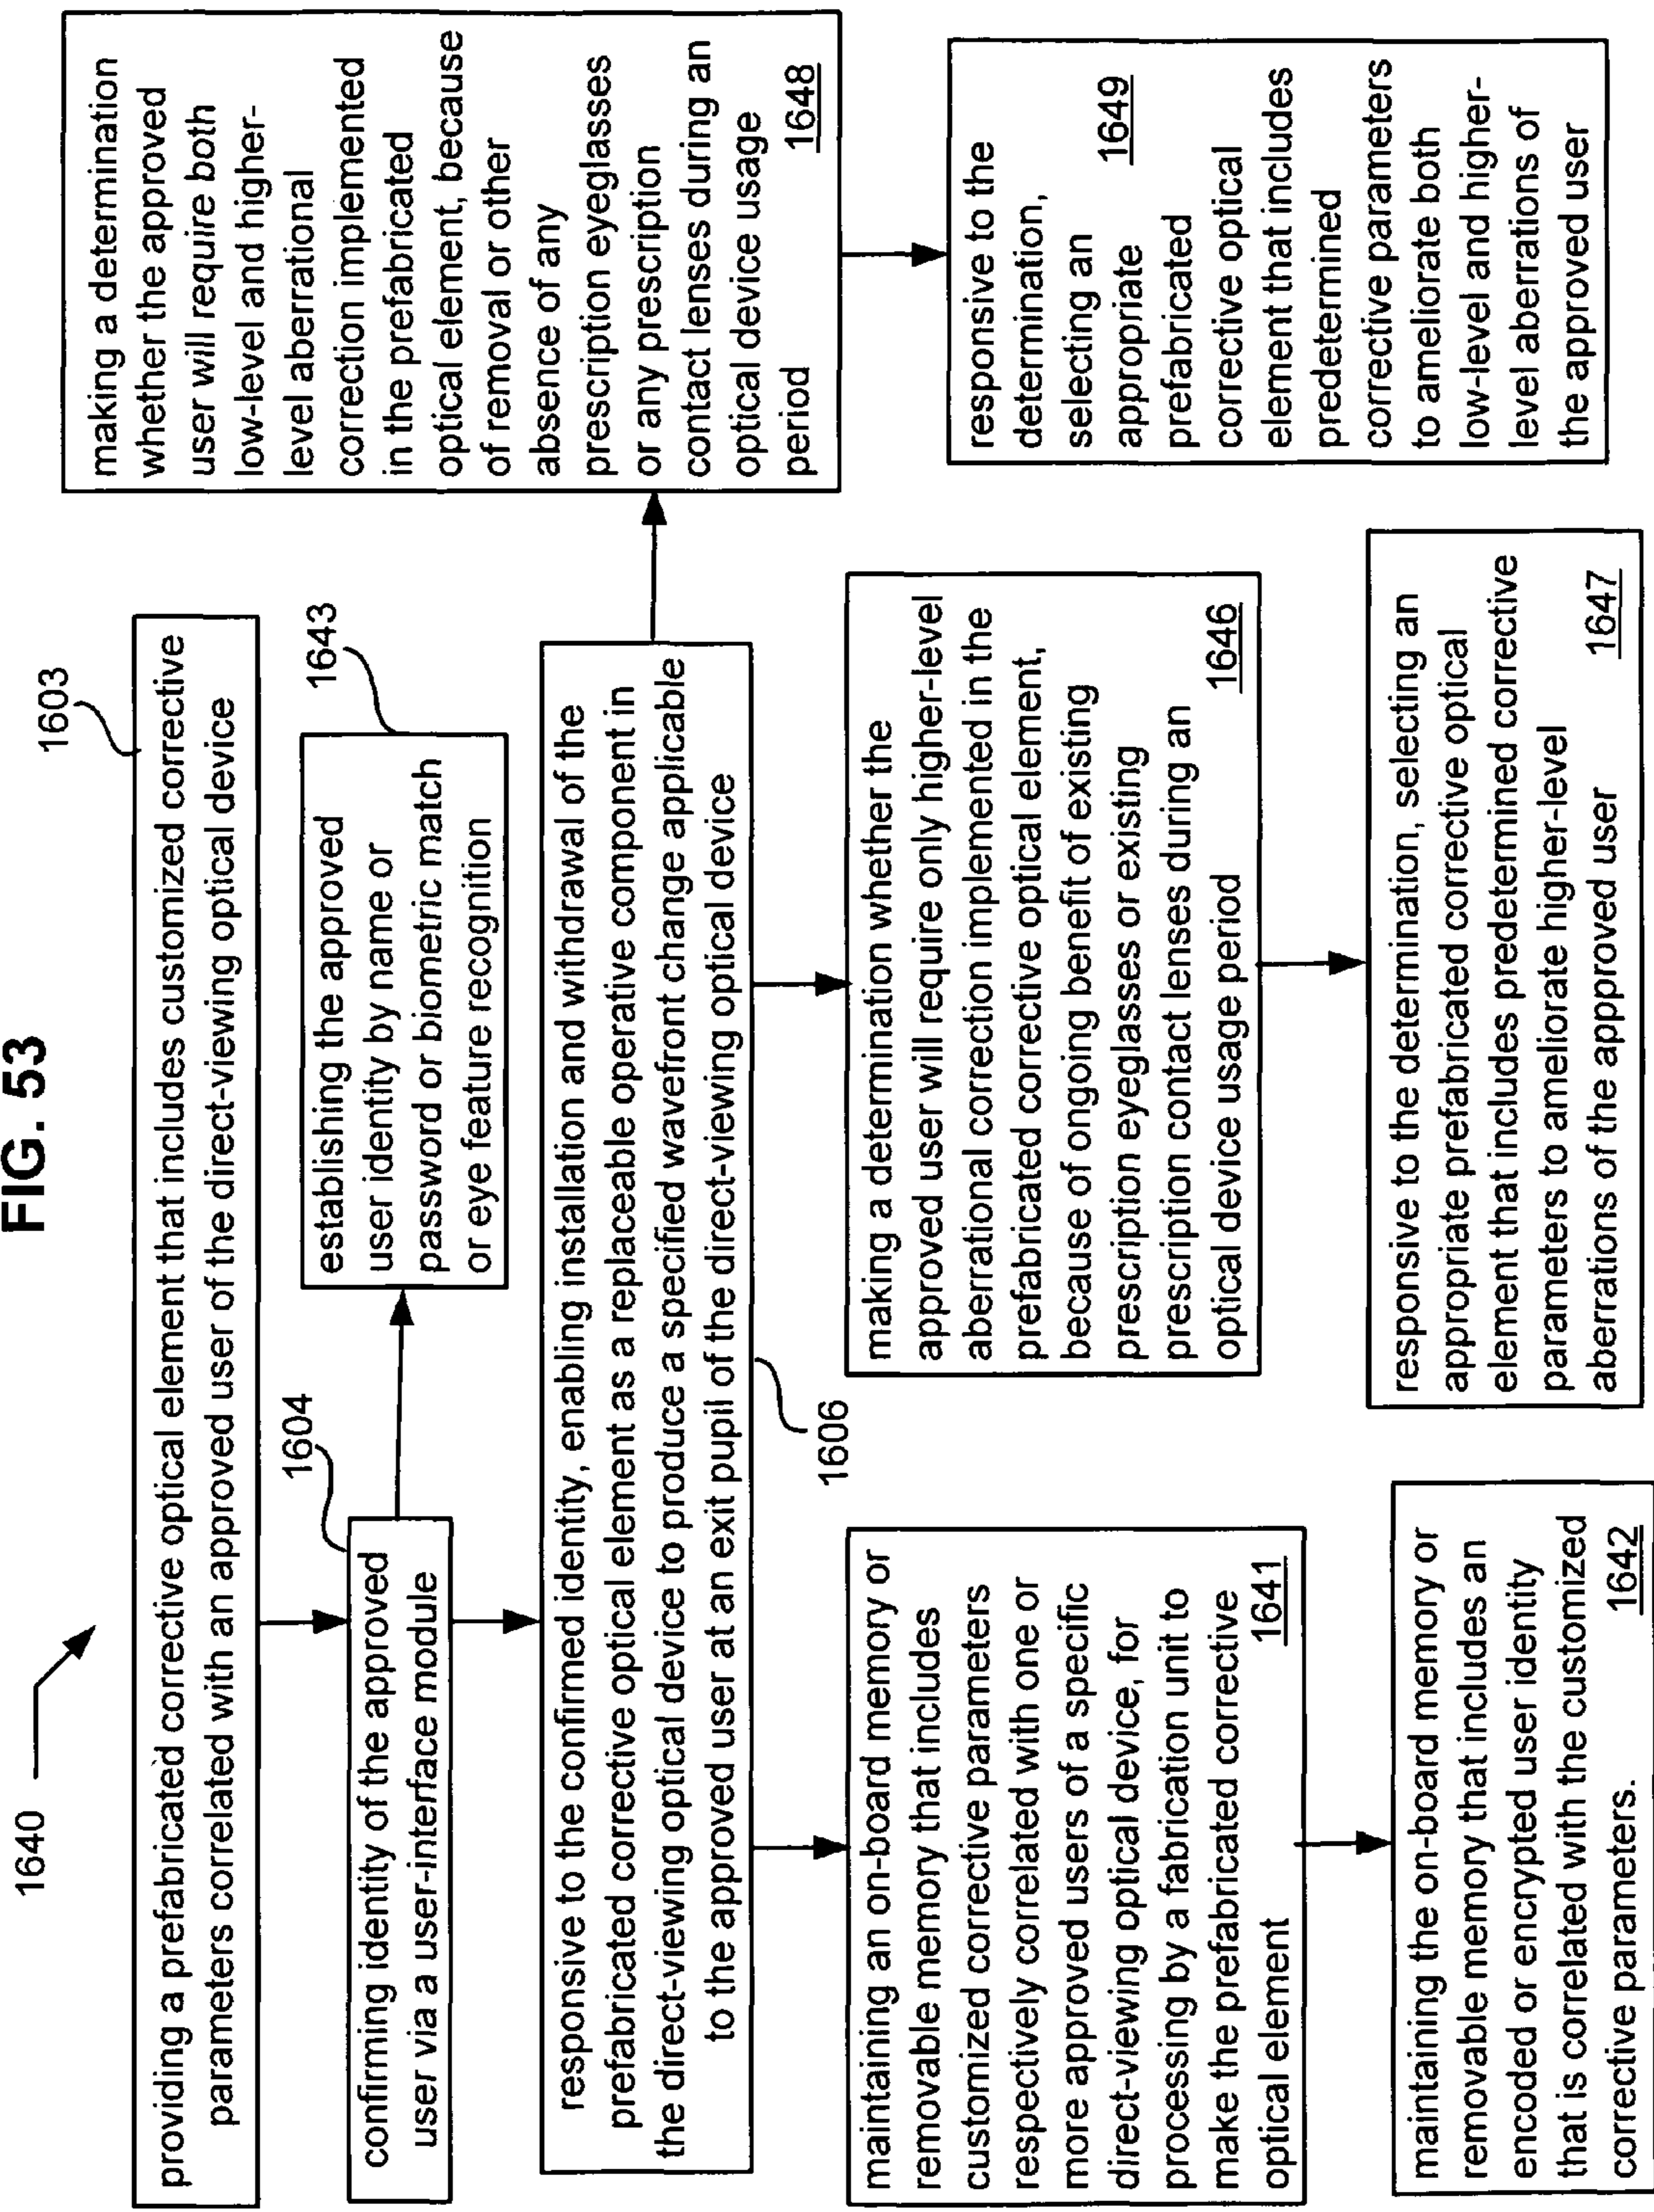 FIG. 53
1640
1603
providing a prefabricated corrective optical element that includes customized corrective
parameters correlated with an approved user of the direct-viewing optical device
1604
confirming identity of the approved
user via a user-interface module
1643
establishing the approved
user identity by name or
password or biometric match
or eye feature recognition
responsive to the confirmed identity, enabling installation and withdrawal of the
prefabricated corrective optical element as a replaceable operative component in
the direct-viewing optical device to produce a specified wavefront change applicable
to the approved user at an exit pupil of the direct-viewing optical device
1606
maintaining an on-board memory or
removable memory that includes
customized corrective parameters
respectively correlated with one or
more approved users of a specific
direct-viewing optical device, for
processing by a fabrication unit to
make the prefabricated corrective
optical element
1641
maintaining the on-board memory or
removable memory that includes an
encoded or encrypted user identity
that is correlated with the customized
corrective parameters.
1642
making a determination whether the
approved user will require only higher-level
aberrational correction implemented in the
prefabricated corrective optical element,
because of ongoing benefit of existing
prescription eyeglasses or existing
prescription contact lenses during an
optical device usage period
1646
responsive to the determination, selecting an
appropriate prefabricated corrective optical
element that includes predetermined corrective
parameters to ameliorate higher-level
aberrations of the approved user
1647
making a determination
whether the approved
user will require both
low-level and higher-
level aberrational
correction implemented
in the prefabricated
optical element, because
of removal or other
absence of any
prescription eyeglasses
or any prescription
contact lenses during an
optical device usage
period
1648
responsive to the
determination,
selecting an
appropriate
prefabricated
corrective optical
element that includes
predetermined
corrective parameters
to ameliorate both
low-level and higher-
level aberrations of
the approved user
1649